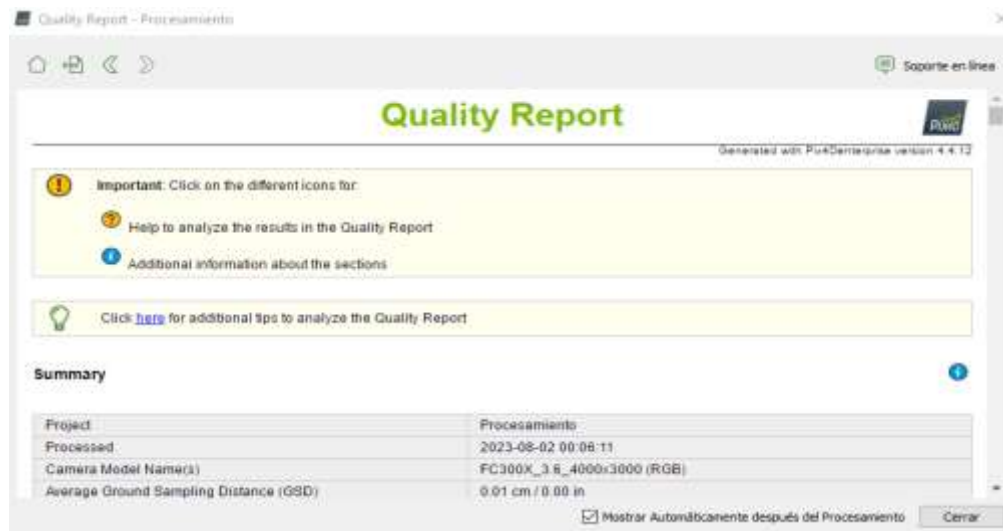 Quality Report - Procesamiento
Soporte en línea
Quality Report
Generated with Pix4Denterprise version 4.4.12
Important: Click on the different icons for:
Help to analyze the results in the Quality Report
Additional information about the sections
Click here for additional tips to analyze the Quality Report
Summary
Project Procesamiento
Processed 2023-08-02 00:06:11
Camera Model Name(s) FC300X_3.6_4000x3000 (RGB)
Average Ground Sampling Distance (GSD) 0.01 cm / 0.00 in
Mostrar Automáticamente después del Procesamiento Cerrar